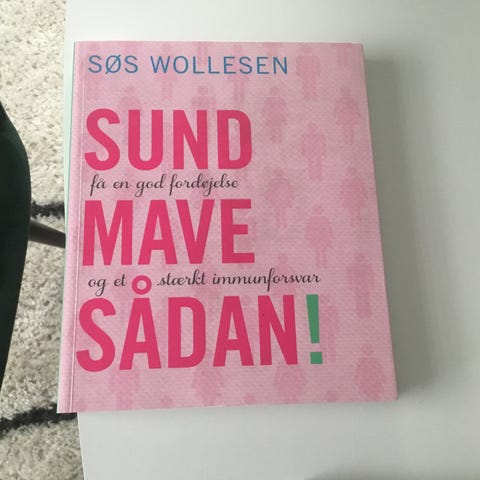 SØS WOLLESEN
SUND
få en god fordøjelse
MAVE
og et stærkt immunforsvar
SÅDAN!